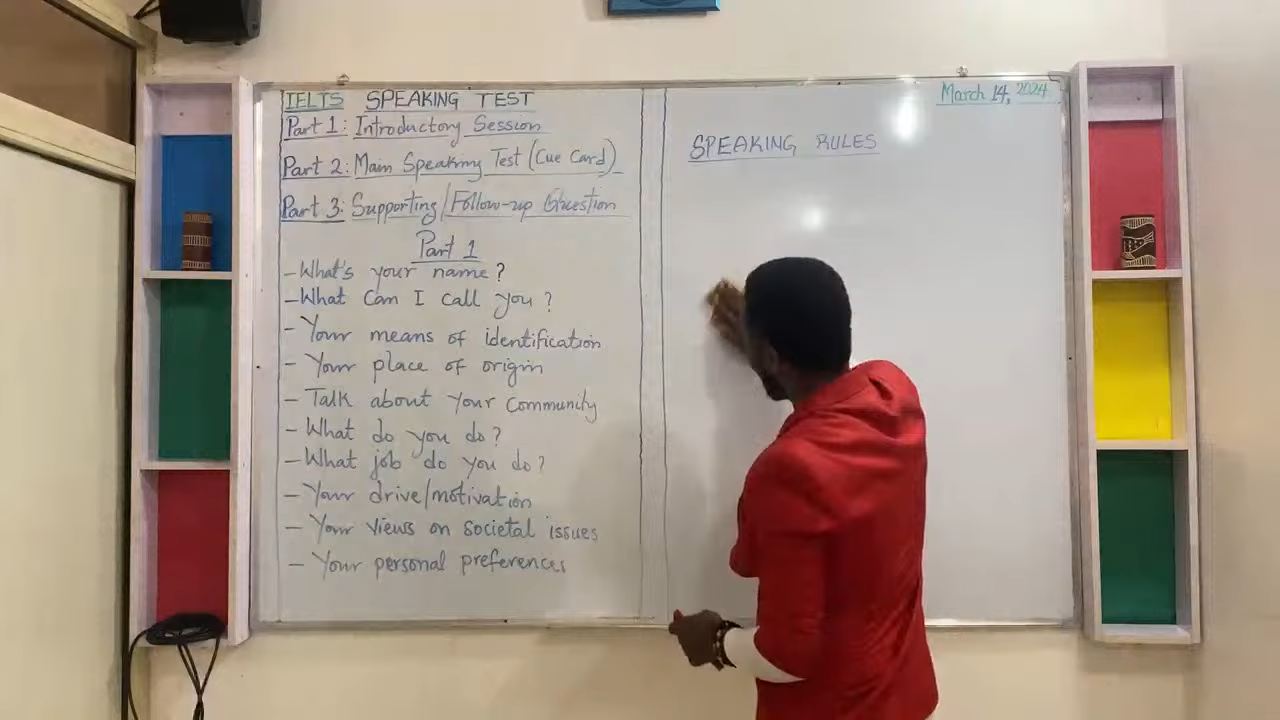 IELTS SPEAKING TEST
Part 1: Introductory Session
Part 2: Main Speaking Test (Cue Card)
Part 3: Supporting/Follow-up Question
Part 1
- What's your name?
- What can I call you?
- Your means of identification
- Your place of origin
- Talk about your community
- What do you do?
- What job do you do?
- Your drive/motivation
- Your views on societal issues
- Your personal preferences
March 14, 2024
SPEAKING RULES